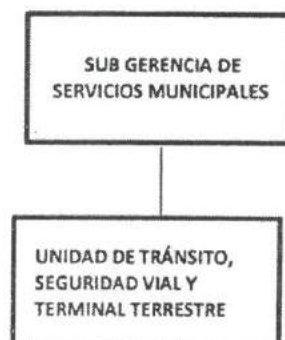 SUB GERENCIA DE
SERVICIOS MUNICIPALES
UNIDAD DE TRÁNSITO,
SEGURIDAD VIAL Y
TERMINAL TERRESTRE